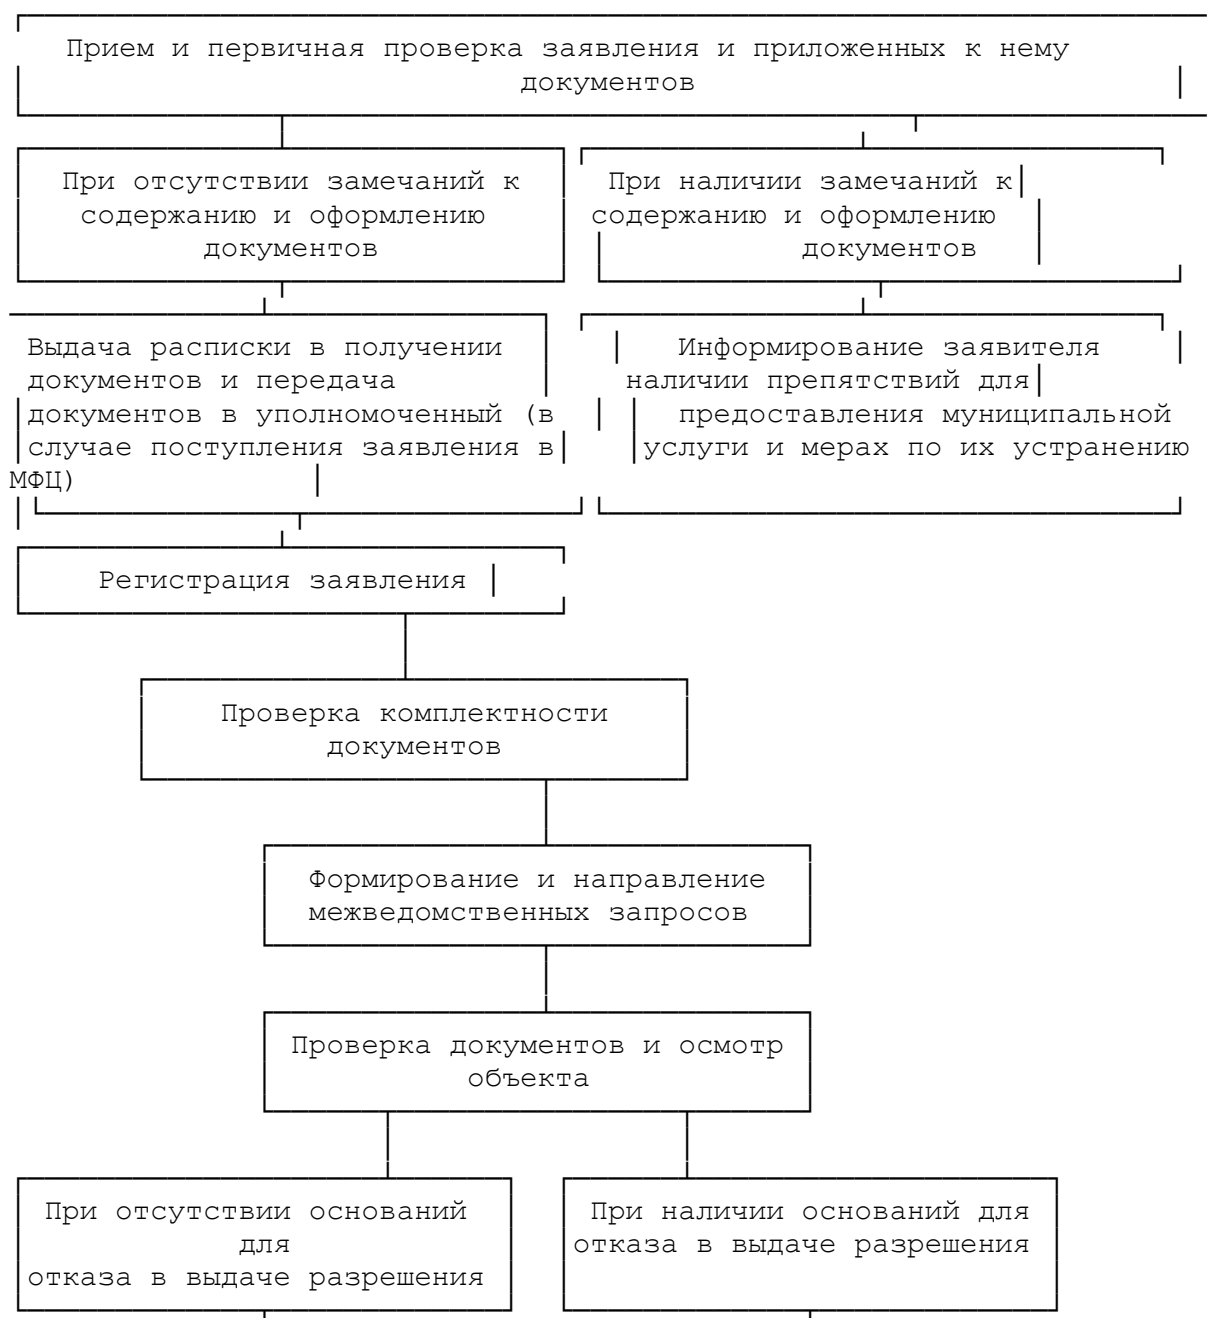 Прием и первичная проверка заявления и приложенных к нему
документов
При отсутствии замечаний к
содержанию и оформлению
документов
При наличии замечаний к
содержанию и оформлению
документов
Выдача расписки в получении
документов и передача
документов в уполномоченный (в
случае поступления заявления в
МФЦ)
Информирование заявителя
наличии препятствий для
предоставления муниципальной
услуги и мерах по их устранению
Регистрация заявления
Проверка комплектности
документов
Формирование и направление
межведомственных запросов
Проверка документов и осмотр
объекта
При отсутствии оснований
для
отказа в выдаче разрешения
При наличии оснований для
отказа в выдаче разрешения